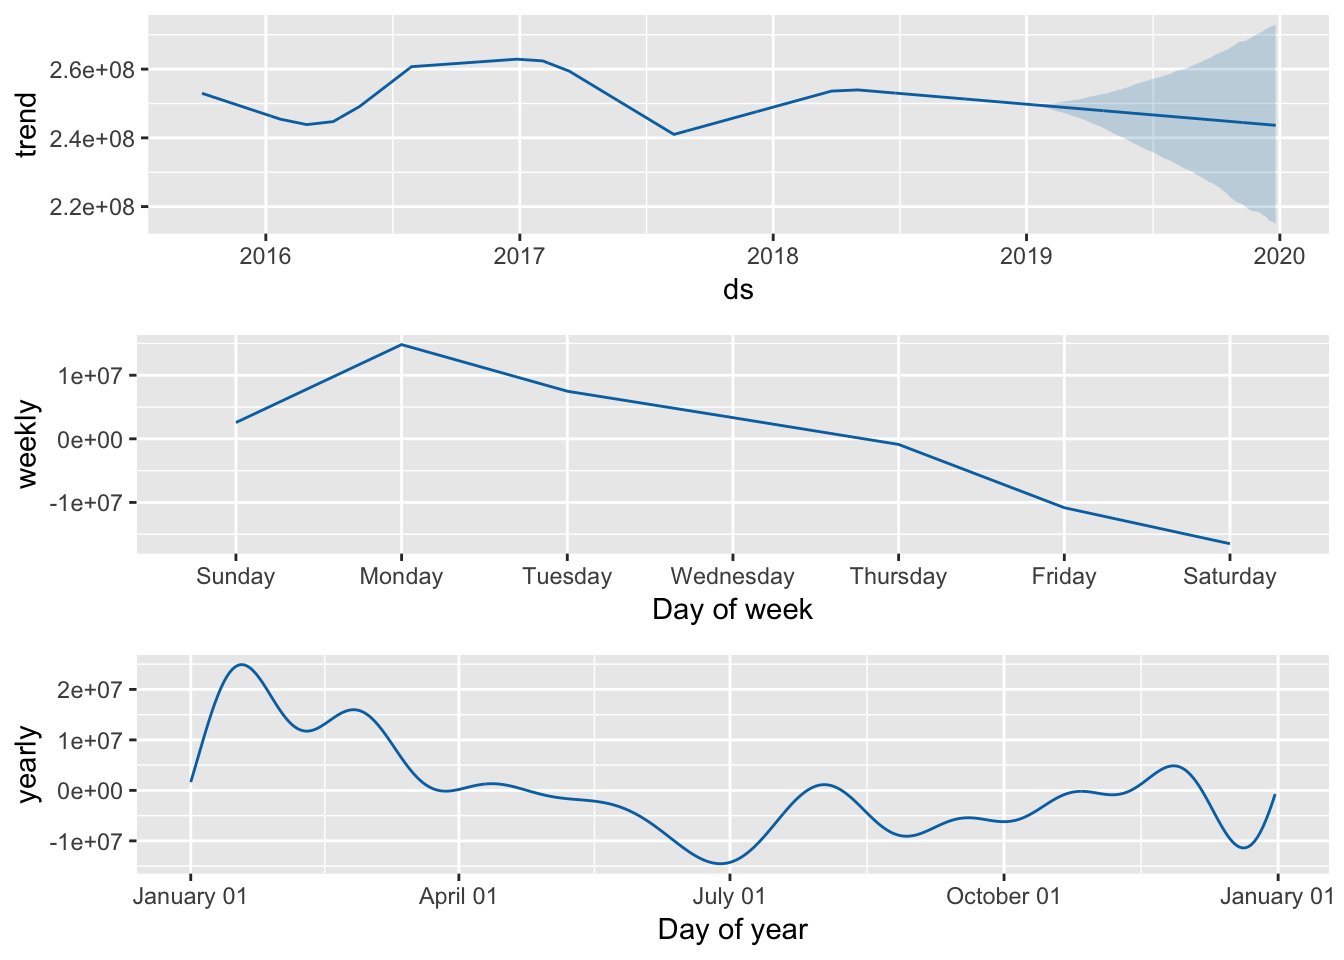 trend
2.6e+08
2.4e+08
2.2e+08
2016 2017 2018 2019 2020
ds
weekly
1e+07
0e+00
-1e+07
Sunday Monday Tuesday Wednesday Thursday Friday Saturday
Day of week
yearly
2e+07
1e+07
0e+00
-1e+07
January 01 April 01 July 01 October 01 January 01
Day of year